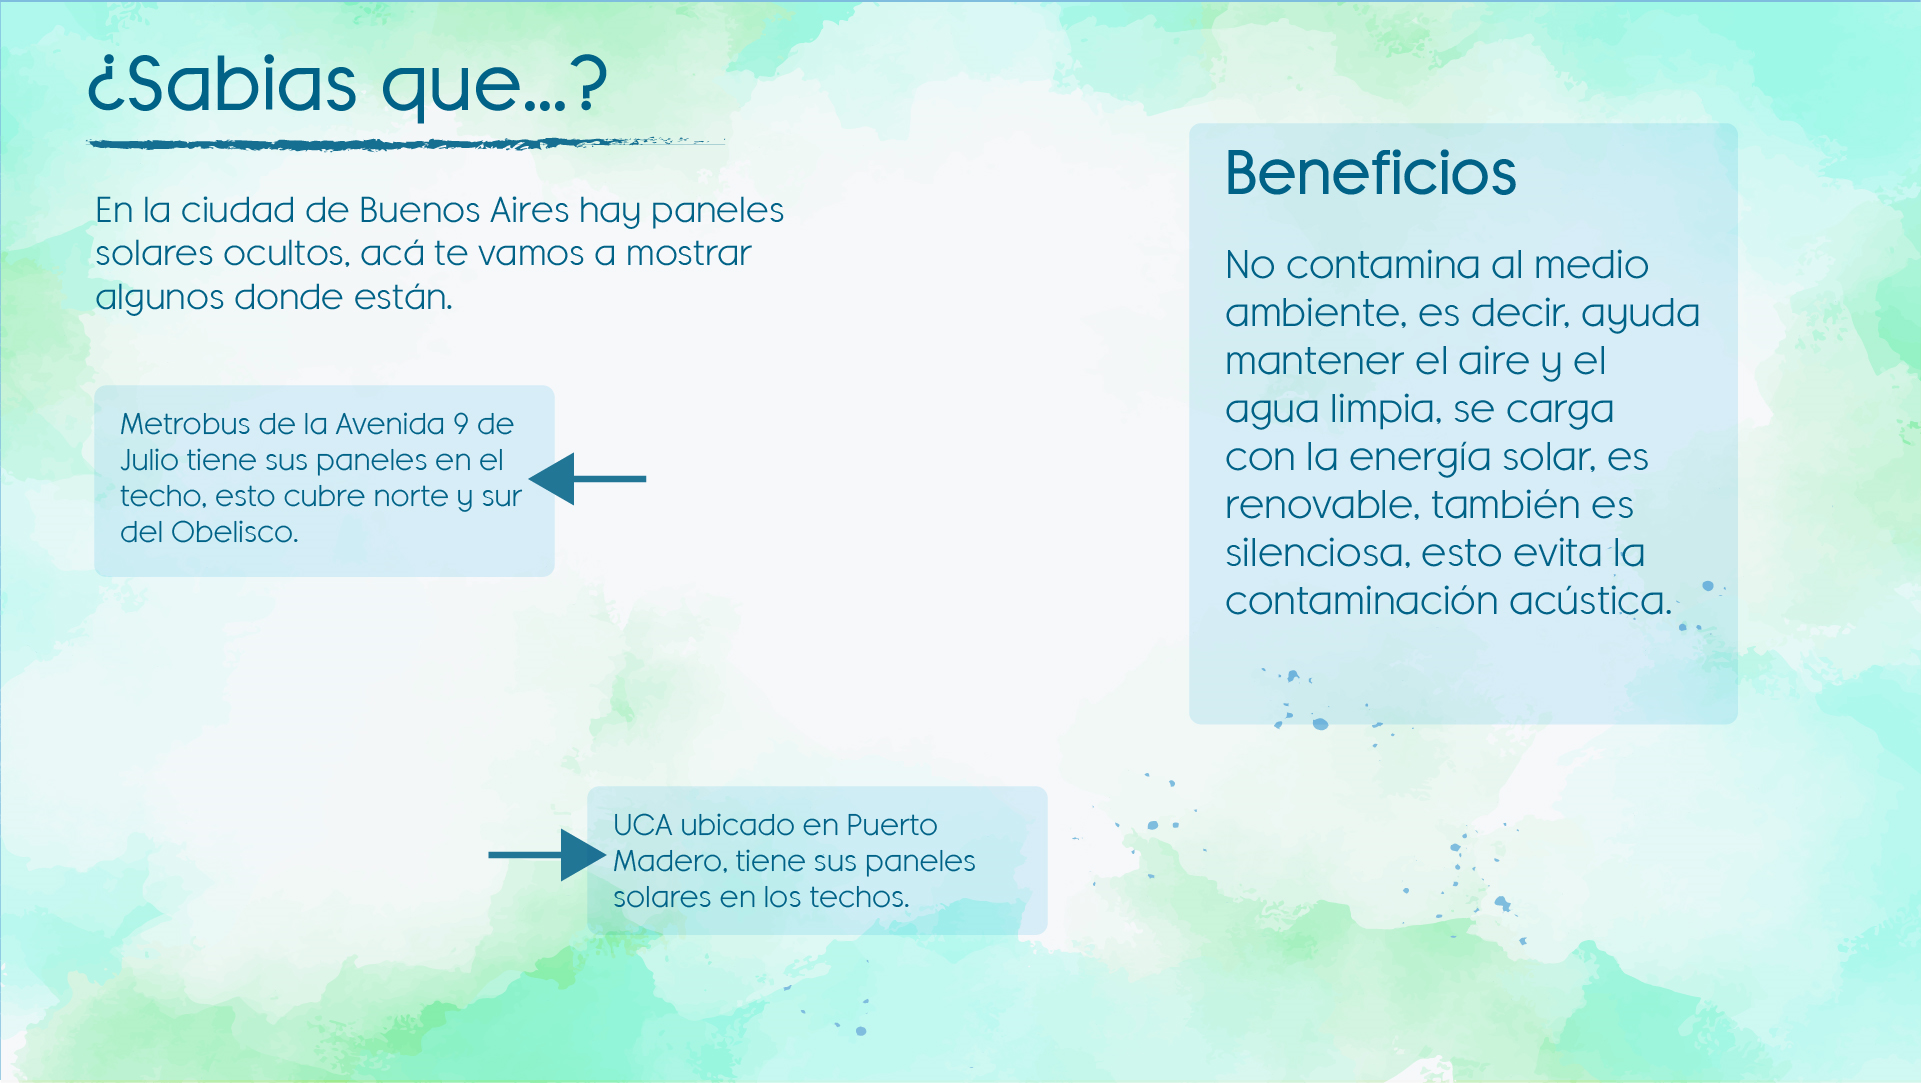 ¿Sabias que...?
En la ciudad de Buenos Aires hay paneles
solares ocultos, acá te vamos a mostrar
algunos donde están.
Metrobus de la Avenida 9 de
Julio tiene sus paneles en el
techo, esto cubre norte y sur
del Obelisco.
UCA ubicado en Puerto
Madero, tiene sus paneles
solares en los techos.
Beneficios
No contamina al medio
ambiente, es decir, ayuda
mantener el aire y el
agua limpia, se carga
con la energía solar, es
renovable, también es
silenciosa, esto evita la
contaminación acústica.